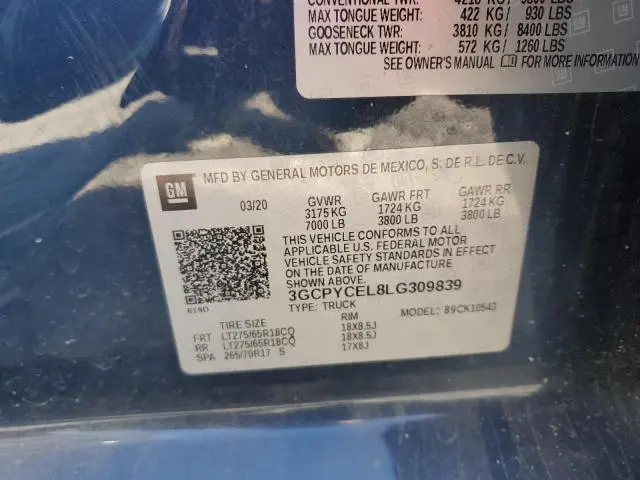 CONVENTIONAL TWR: KG/ LBS
MAX TONGUE WEIGHT: 422 KG/ 930 LBS
GOOSENECK TWR: 3810 KG/ 8400 LBS
MAX TONGUE WEIGHT: 572 KG/ 1260 LBS
SEE OWNER'S MANUAL FOR MORE INFORMATION
GM
MFD BY GENERAL MOTORS DE MEXICO, S. DE R.L. DE C.V.
03/20 GVWR GAWR FRT GAWR RR
3175 KG 1724 KG 1724 KG
7000 LB 3800 LB 3800 LB
THIS VEHICLE CONFORMS TO ALL
APPLICABLE U.S. FEDERAL MOTOR
VEHICLE SAFETY STANDARDS IN EFFECT
ON THE DATE OF MANUFACTURE
SHOWN ABOVE.
3GCPYCEL8LG309839
619D
TYPE: TRUCK
MODEL: 89CK10543
TIRE SIZE RIM
FRT LT275/65R18CQ 18X8.5J
RR LT275/65R18CQ 18X8.5J
SPA 265/70R17 S 17X8J